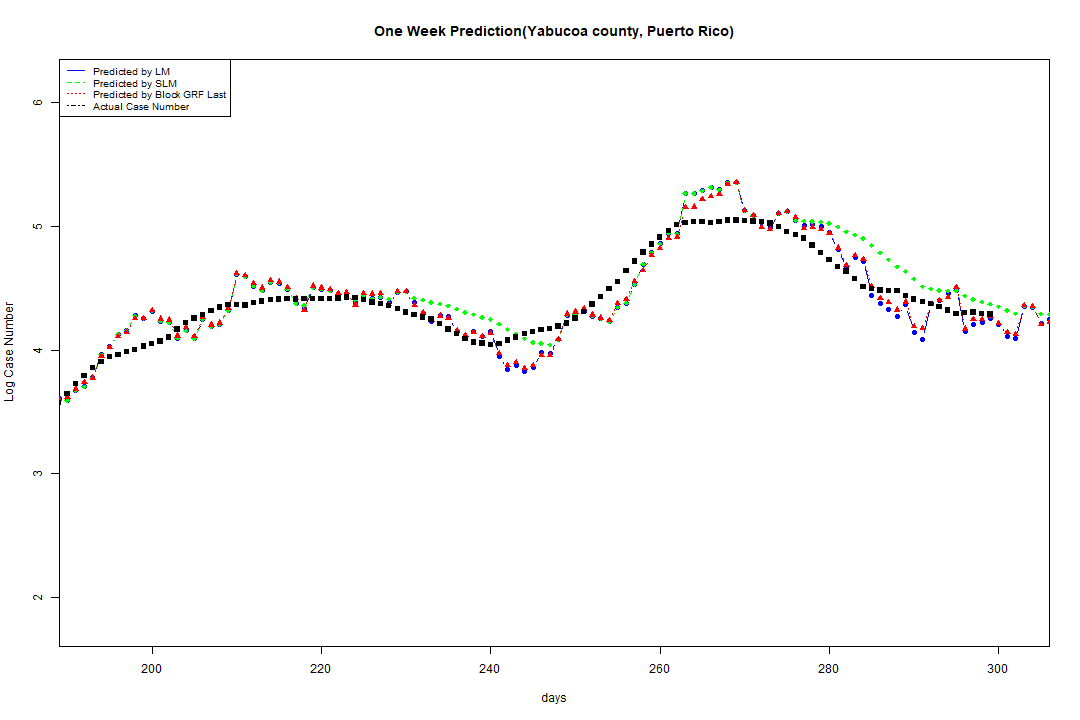 One Week Prediction(Yabucoa county, Puerto Rico)
Predicted by LM
Predicted by SLM
Predicted by Block GRF Last
Actual Case Number
6
5
4
3
2
Log Case Number
200 220 240 260 280 300
days